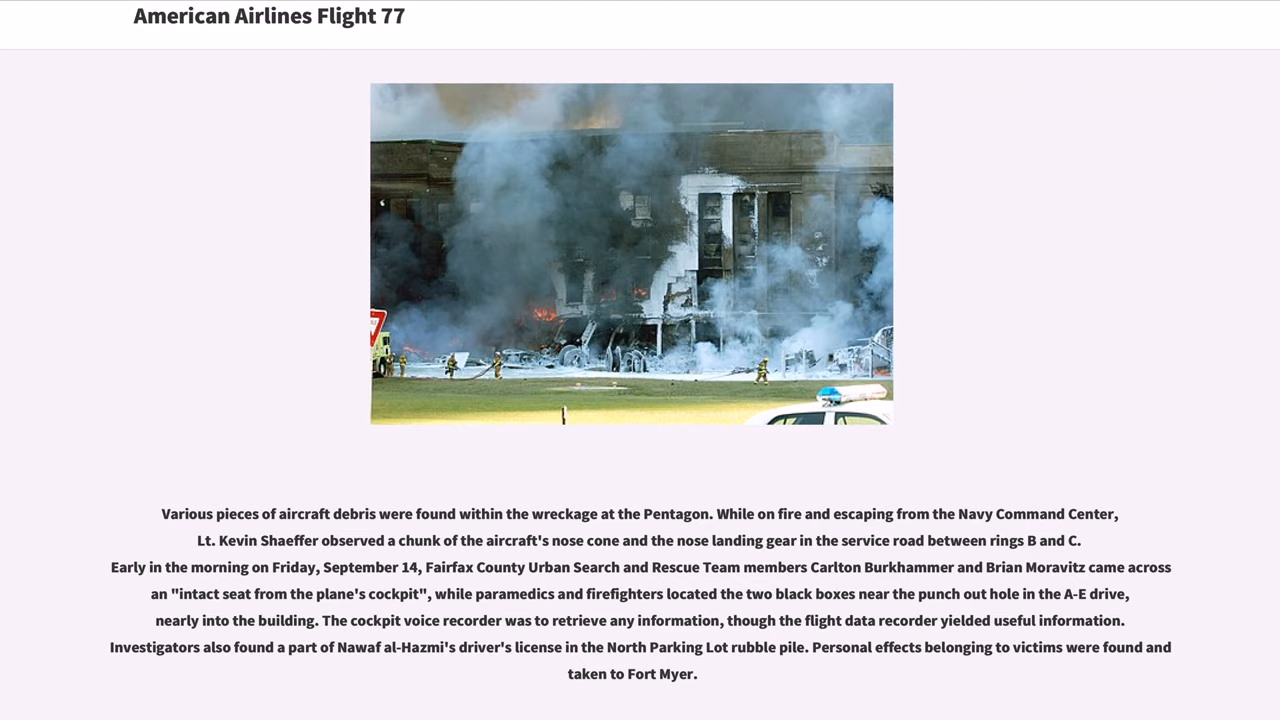 American Airlines Flight 77
Various pieces of aircraft debris were found within the wreckage at the Pentagon. While on fire and escaping from the Navy Command Center,
Lt. Kevin Shaeffer observed a chunk of the aircraft's nose cone and the nose landing gear in the service road between rings B and C.
Early in the morning on Friday, September 14, Fairfax County Urban Search and Rescue Team members Carlton Burkhammer and Brian Moravitz came across
an "intact seat from the plane's cockpit", while paramedics and firefighters located the two black boxes near the punch out hole in the A-E drive,
nearly into the building. The cockpit voice recorder was to retrieve any information, though the flight data recorder yielded useful information.
Investigators also found a part of Nawaf al-Hazmi's driver's license in the North Parking Lot rubble pile. Personal effects belonging to victims were found and
taken to Fort Myer.